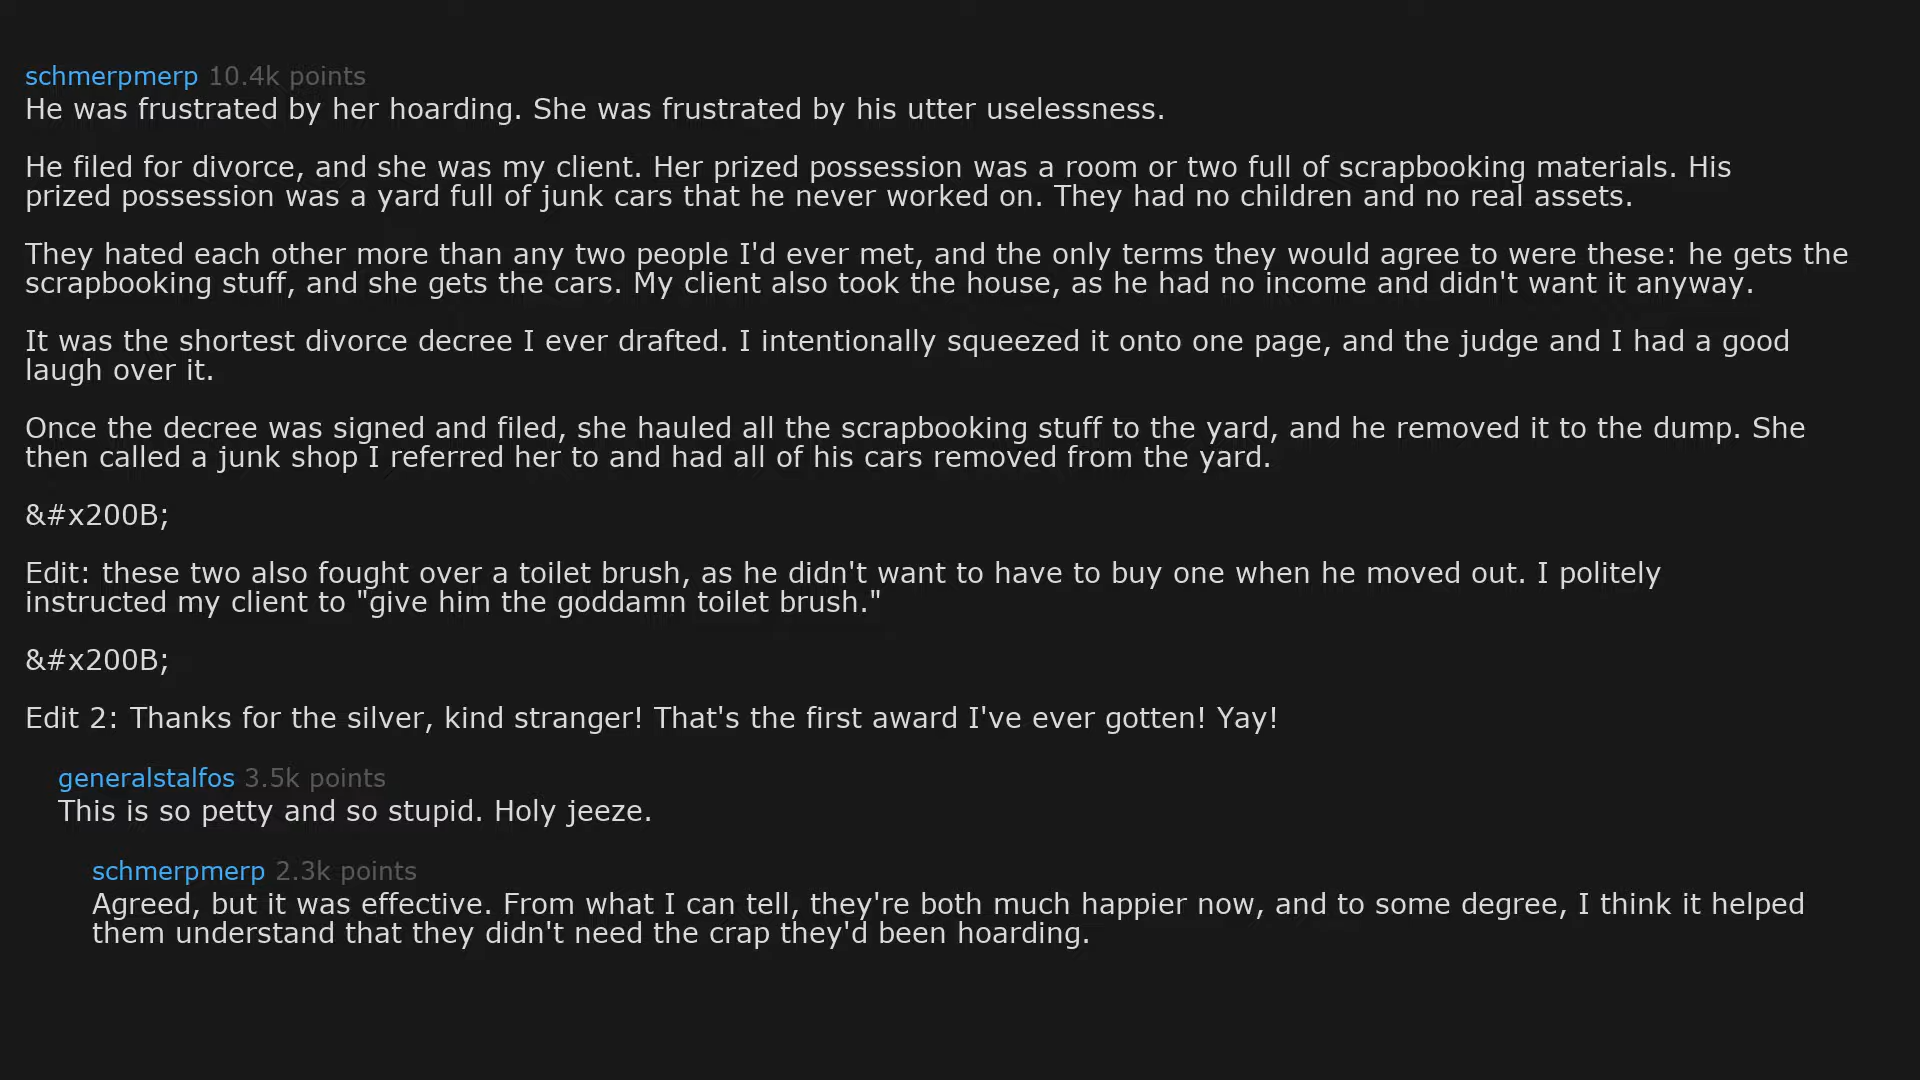 schmerpmerp 10.4k points
He was frustrated by her hoarding. She was frustrated by his utter uselessness.
He filed for divorce, and she was my client. Her prized possession was a room or two full of scrapbooking materials. His
prized possession was a yard full of junk cars that he never worked on. They had no children and no real assets.
They hated each other more than any two people I'd ever met, and the only terms they would agree to were these: he gets the
scrapbooking stuff, and she gets the cars. My client also took the house, as he had no income and didn't want it anyway.
It was the shortest divorce decree I ever drafted. I intentionally squeezed it onto one page, and the judge and I had a good
laugh over it.
Once the decree was signed and filed, she hauled all the scrapbooking stuff to the yard, and he removed it to the dump. She
then called a junk shop I referred her to and had all of his cars removed from the yard.
&#x200B;
Edit: these two also fought over a toilet brush, as he didn't want to have to buy one when he moved out. I politely
instructed my client to "give him the goddamn toilet brush."
&#x200B;
Edit 2: Thanks for the silver, kind stranger! That's the first award I've ever gotten! Yay!
generalstalfos 3.5k points
This is so petty and so stupid. Holy jeeze.
schmerpmerp 2.3k points
Agreed, but it was effective. From what I can tell, they're both much happier now, and to some degree, I think it helped
them understand that they didn't need the crap they'd been hoarding.